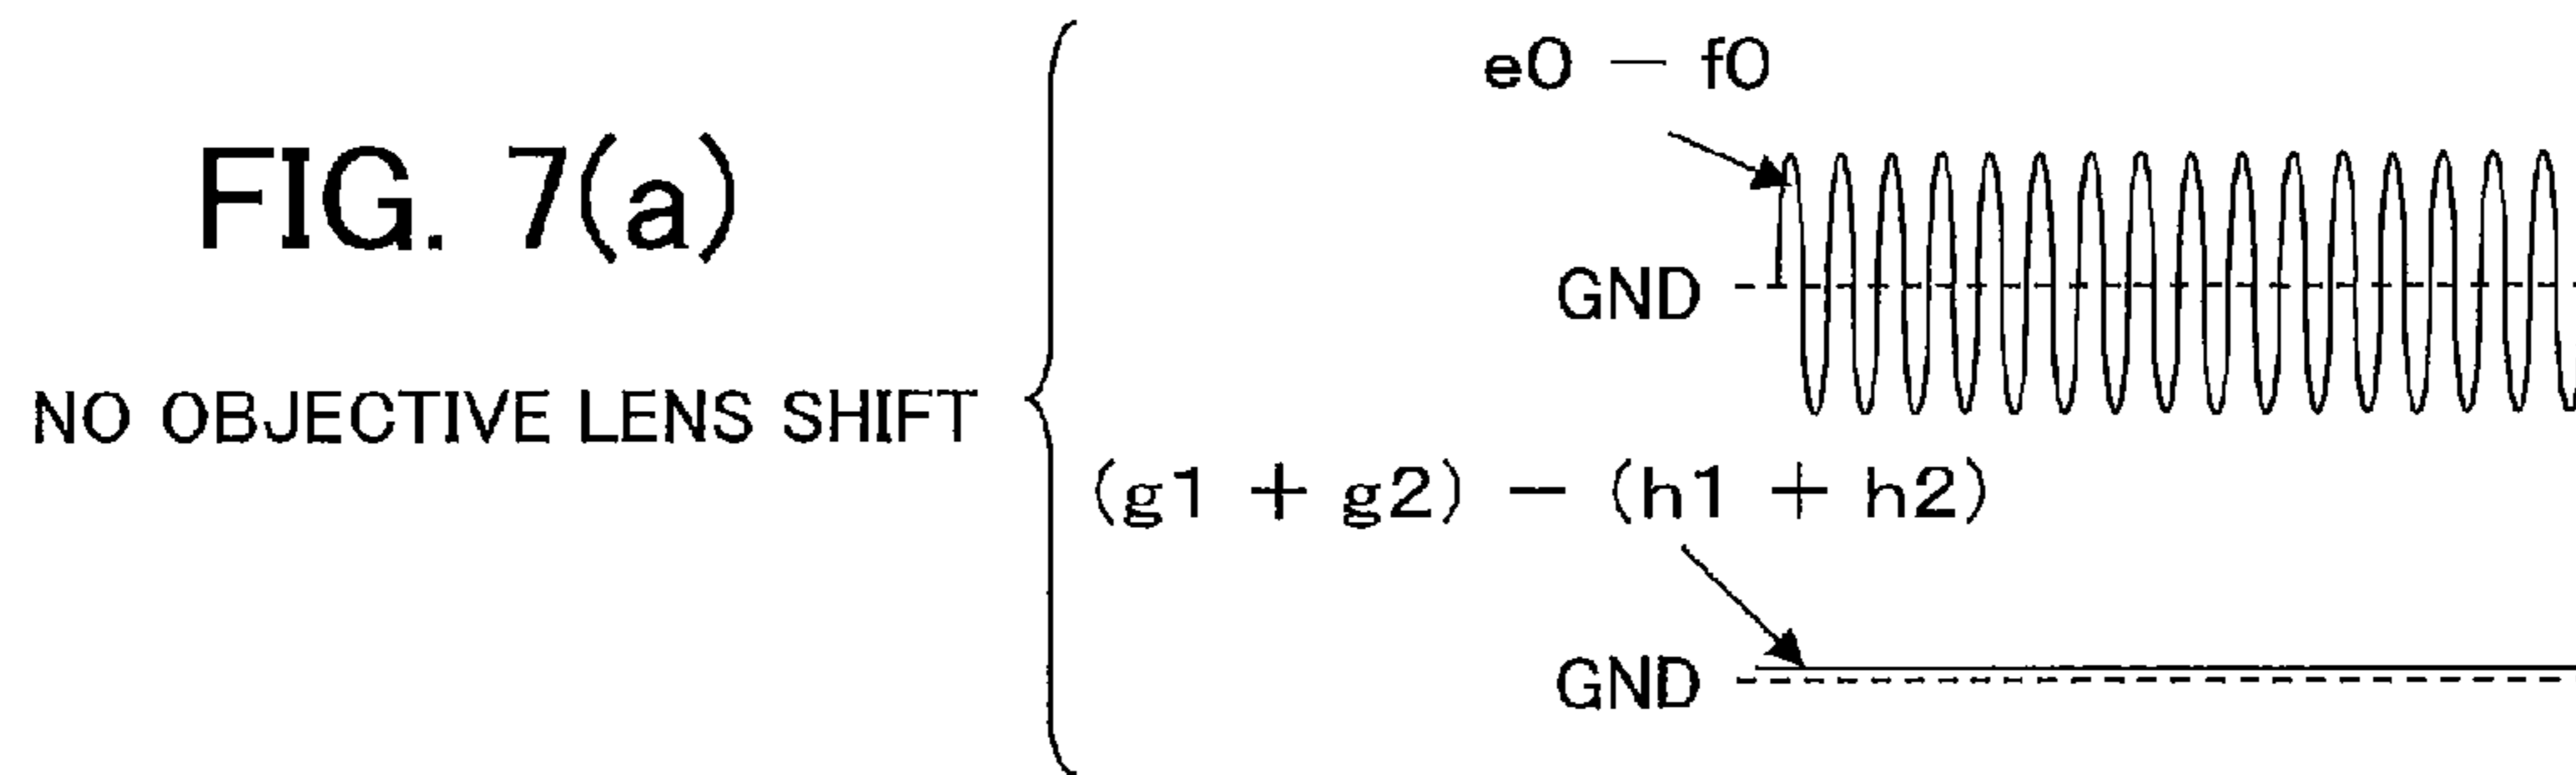 FIG. 7(a)
NO OBJECTIVE LENS SHIFT
e0 − f0
GND
(g1 + g2) − (h1 + h2)
GND